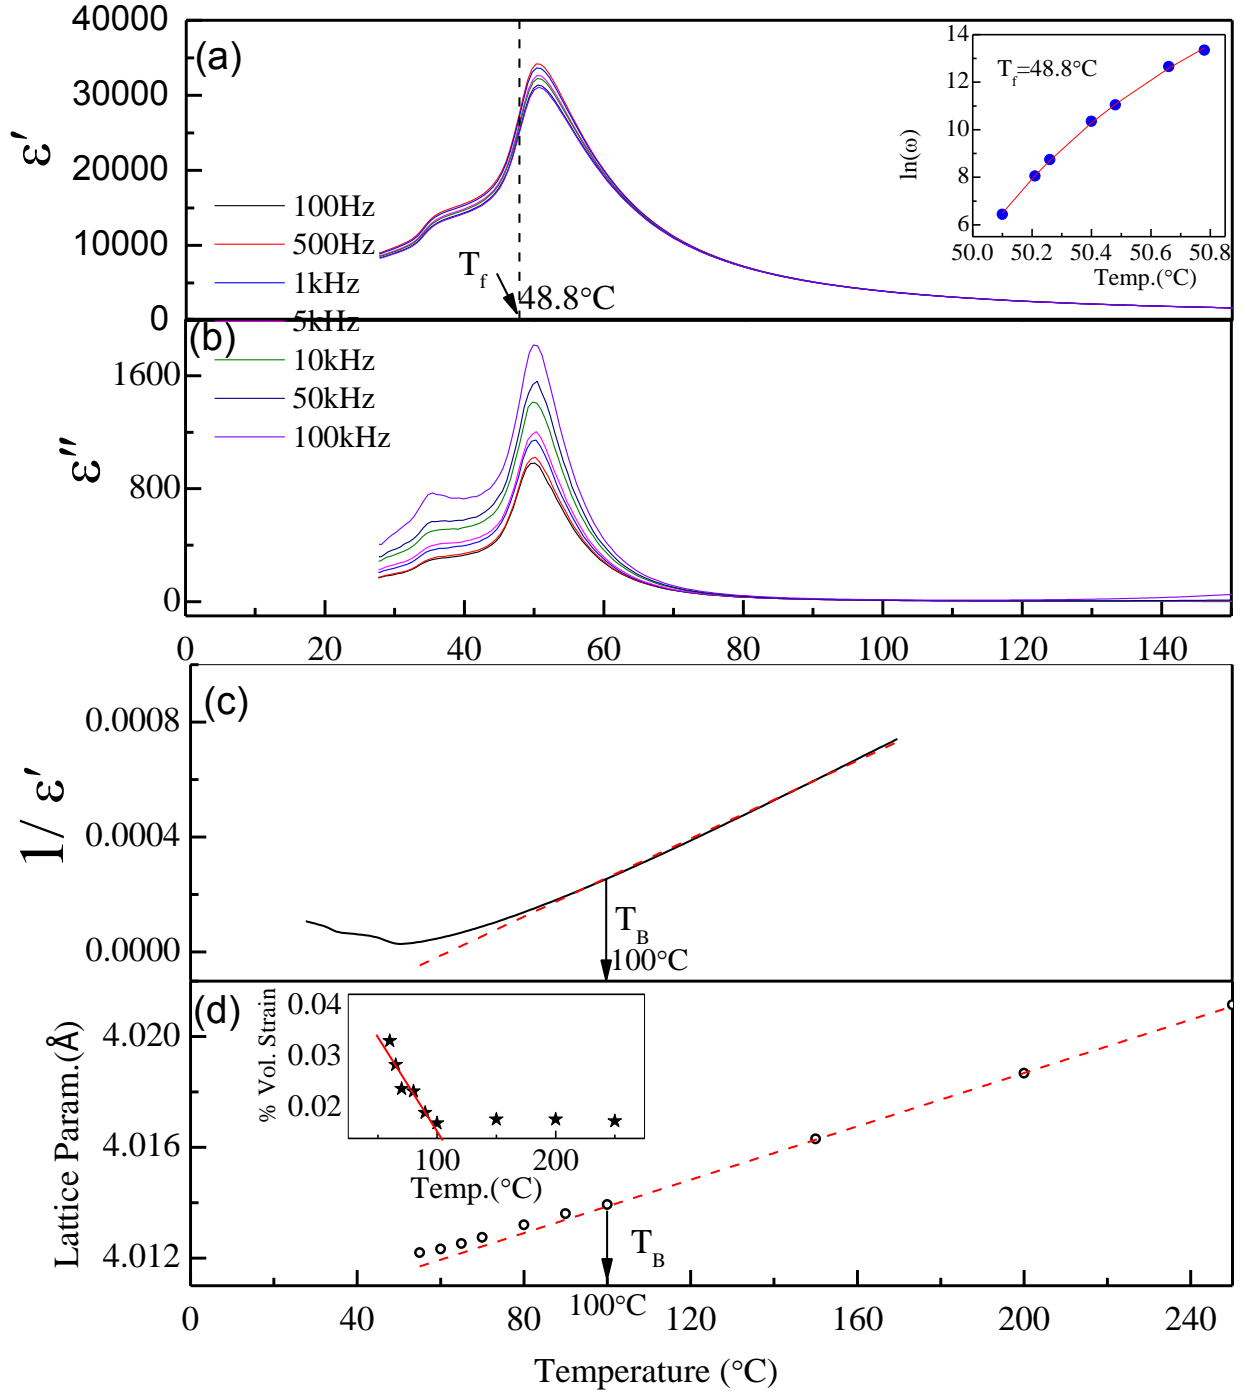 (a)
ε'
40000
30000
20000
10000
0
100Hz
500Hz
1kHz
5kHz
10kHz
50kHz
100kHz
T_f
48.8°C
T_f=48.8°C
ln(ω)
14
12
10
8
6
50.0 50.2 50.4 50.6 50.8
Temp.(°C)
(b)
ε''
1600
800
0
0 20 40 60 80 100 120 140
(c)
1/ ε'
0.0008
0.0004
0.0000
T_B
100°C
(d)
Lattice Param.(Å)
4.020
4.016
4.012
% Vol. Strain
0.04
0.03
0.02
100 200
Temp.(°C)
T_B
100°C
0 40 80 120 160 200 240
Temperature (°C)